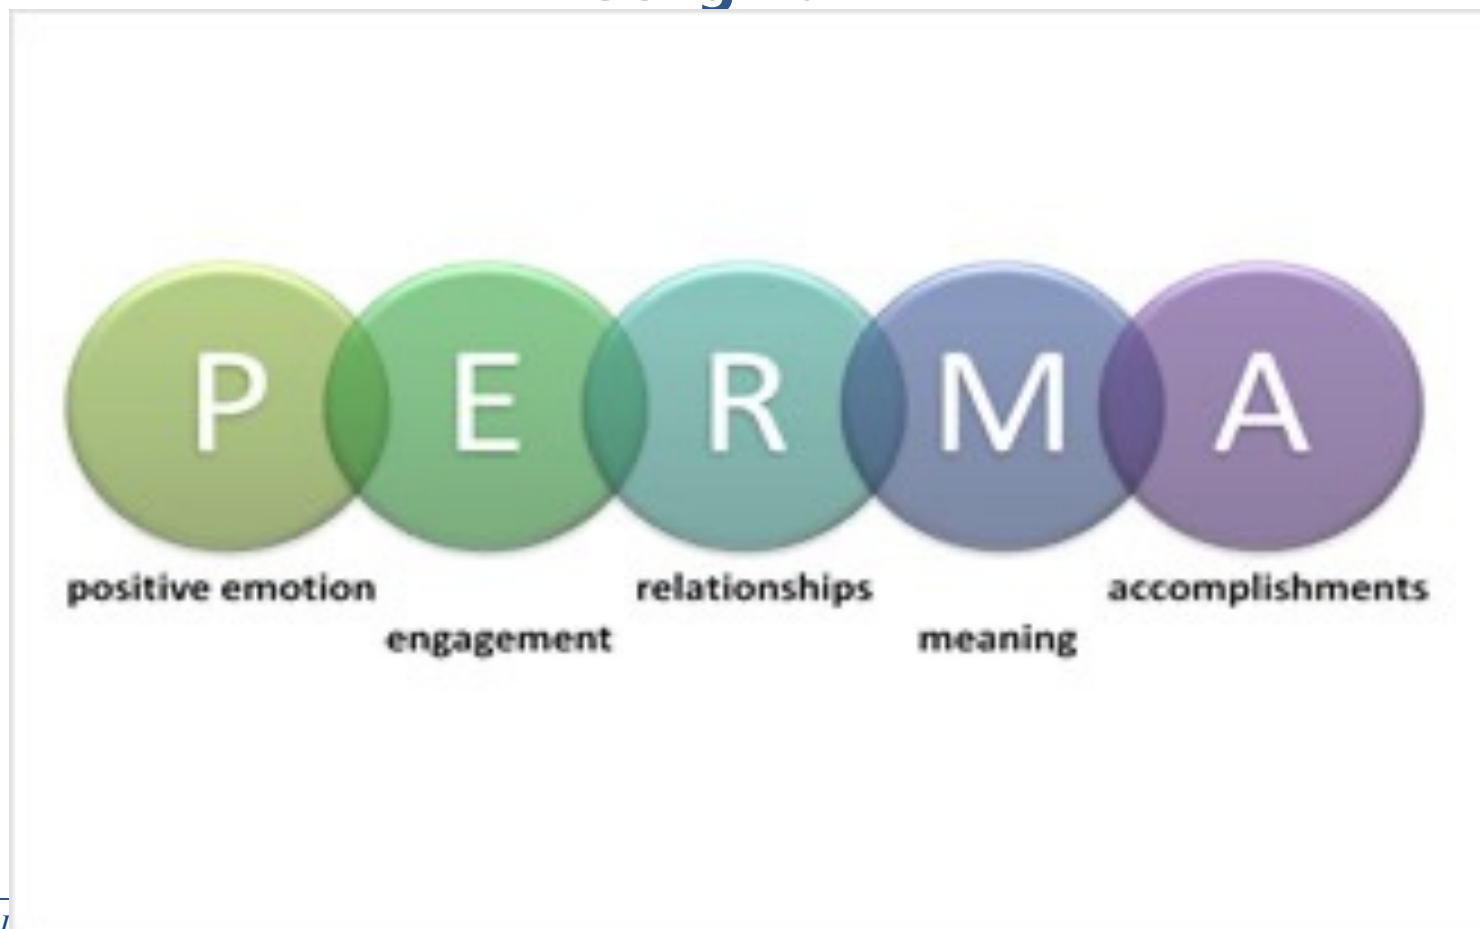 P E R M A
positive emotion relationships accomplishments
engagement meaning